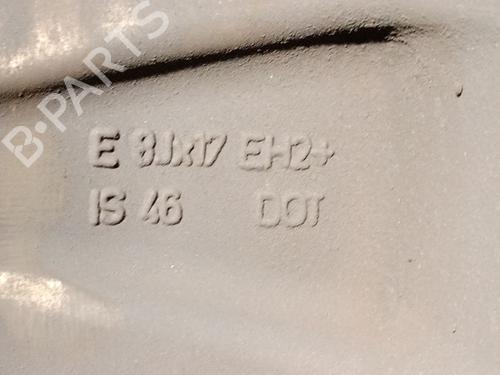 B-PARTS
E 8Jx17 EH2+
IS 46 DOT